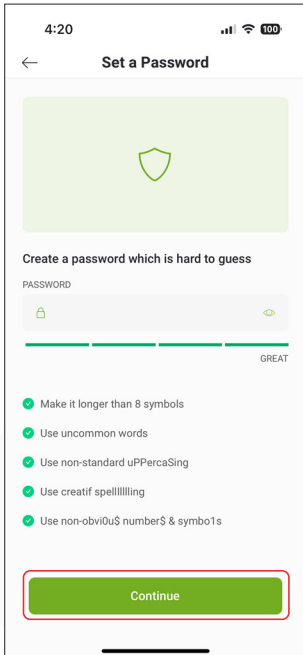 4:20
100
Set a Password
Create a password which is hard to guess
PASSWORD
GREAT
Make it longer than 8 symbols
Use uncommon words
Use non-standard uPPercaSing
Use creatif spelllllling
Use non-obvi0u$ number$ & symbo1s
Continue